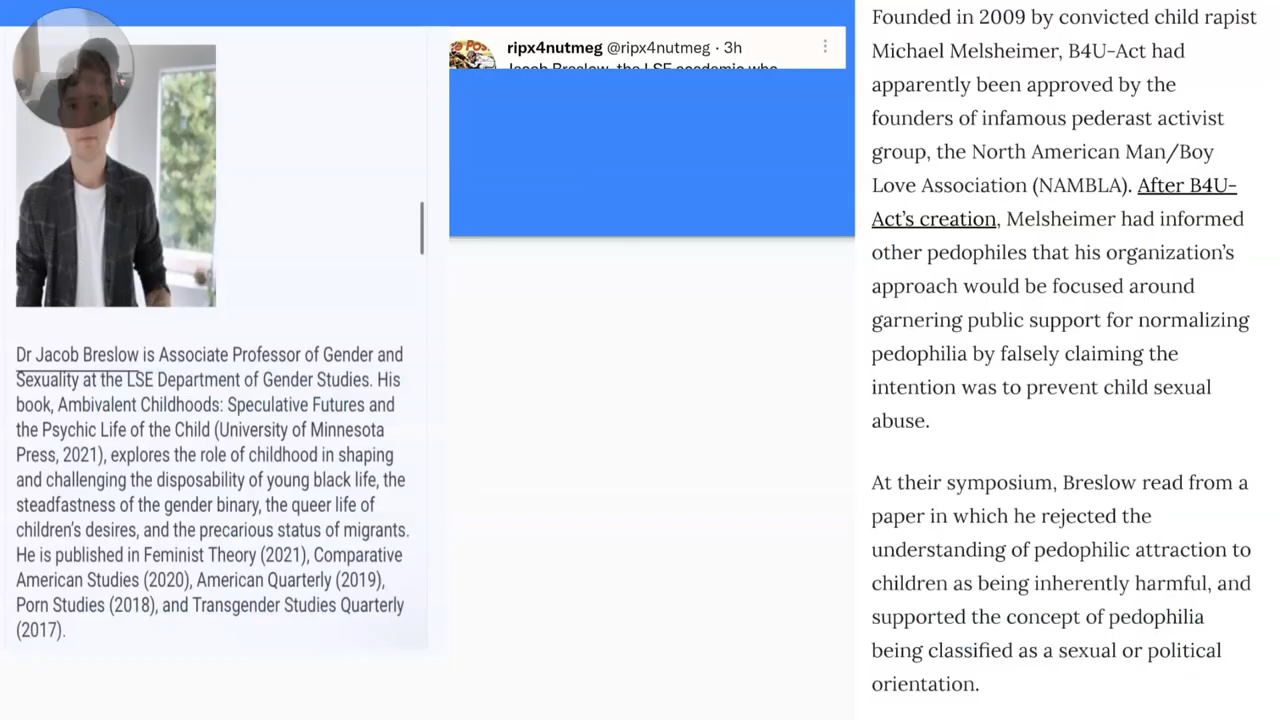 Dr Jacob Breslow is Associate Professor of Gender and
Sexuality at the LSE Department of Gender Studies. His
book, Ambivalent Childhoods: Speculative Futures and
the Psychic Life of the Child (University of Minnesota
Press, 2021), explores the role of childhood in shaping
and challenging the disposability of young black life, the
steadfastness of the gender binary, the queer life of
children's desires, and the precarious status of migrants.
He is published in Feminist Theory (2021), Comparative
American Studies (2020), American Quarterly (2019),
Porn Studies (2018), and Transgender Studies Quarterly
(2017).
ripx4nutmeg @ripx4nutmeg · 3h
Jacob Breslow, the LSE academic who
Founded in 2009 by convicted child rapist
Michael Melsheimer, B4U-Act had
apparently been approved by the
founders of infamous pederast activist
group, the North American Man/Boy
Love Association (NAMBLA). After B4U-
Act's creation, Melsheimer had informed
other pedophiles that his organization's
approach would be focused around
garnering public support for normalizing
pedophilia by falsely claiming the
intention was to prevent child sexual
abuse.
At their symposium, Breslow read from a
paper in which he rejected the
understanding of pedophilic attraction to
children as being inherently harmful, and
supported the concept of pedophilia
being classified as a sexual or political
orientation.